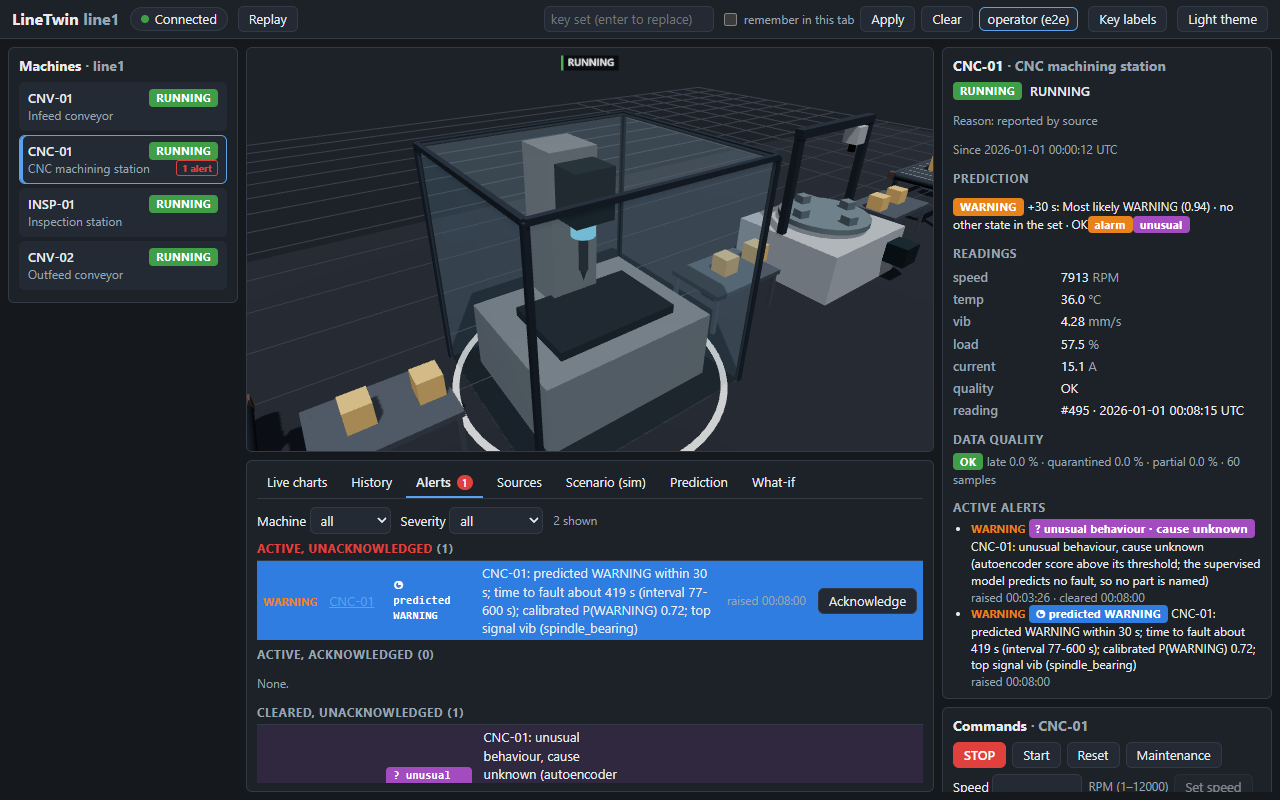 LineTwin line1
Connected
Replay
key set (enter to replace)
remember in this tab
Apply
Clear
operator (e2e)
Key labels
Light theme
Machines · line1
CNV-01
RUNNING
Infeed conveyor
CNC-01
RUNNING
CNC machining station
1 alert
INSP-01
RUNNING
Inspection station
CNV-02
RUNNING
Outfeed conveyor
RUNNING
Live charts
History
Alerts 1
Sources
Scenario (sim)
Prediction
What-if
Machine all
Severity all
2 shown
ACTIVE, UNACKNOWLEDGED (1)
WARNING
CNC-01
predicted
WARNING
CNC-01: predicted WARNING within 30
s; time to fault about 419 s (interval 77-
600 s); calibrated P(WARNING) 0.72; top
signal vib (spindle_bearing)
raised 00:08:00
Acknowledge
ACTIVE, ACKNOWLEDGED (0)
None.
CLEARED, UNACKNOWLEDGED (1)
? unusual
CNC-01: unusual
behaviour, cause
unknown (autoencoder
CNC-01 · CNC machining station
RUNNING RUNNING
Reason: reported by source
Since 2026-01-01 00:00:12 UTC
PREDICTION
WARNING +30 s: Most likely WARNING (0.94) · no
other state in the set · OK alarm unusual
READINGS
speed 7913 RPM
temp 36.0 °C
vib 4.28 mm/s
load 57.5 %
current 15.1 A
quality OK
reading #495 · 2026-01-01 00:08:15 UTC
DATA QUALITY
OK late 0.0 % · quarantined 0.0 % · partial 0.0 % · 60
samples
ACTIVE ALERTS
WARNING ? unusual behaviour · cause unknown
CNC-01: unusual behaviour, cause unknown
(autoencoder score above its threshold; the supervised
model predicts no fault, so no part is named)
raised 00:03:26 · cleared 00:08:00
WARNING predicted WARNING CNC-01:
predicted WARNING within 30 s; time to fault about
419 s (interval 77-600 s); calibrated P(WARNING) 0.72;
top signal vib (spindle_bearing)
raised 00:08:00
Commands · CNC-01
STOP
Start
Reset
Maintenance
Speed
RPM (1–12000)
Set speed